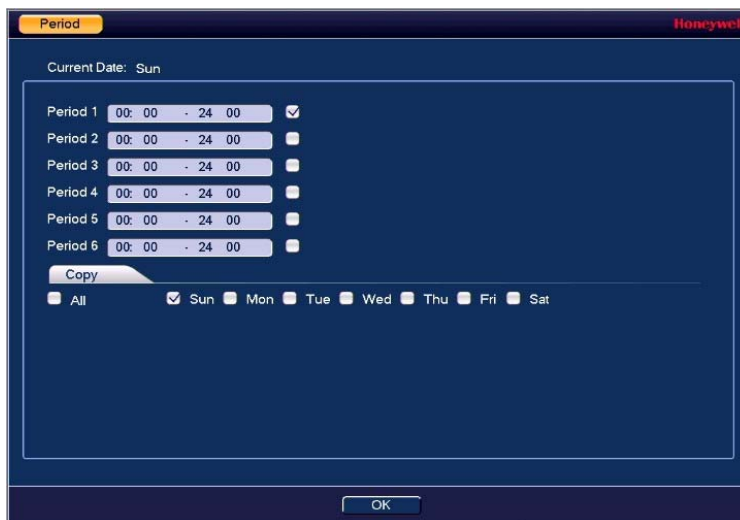 Period
Honeywel
Current Date: Sun
Period 1 00: 00 - 24 00
Period 2 00: 00 - 24 00
Period 3 00: 00 - 24 00
Period 4 00: 00 - 24 00
Period 5 00: 00 - 24 00
Period 6 00: 00 - 24 00
Copy
All Sun Mon Tue Wed Thu Fri Sat
OK